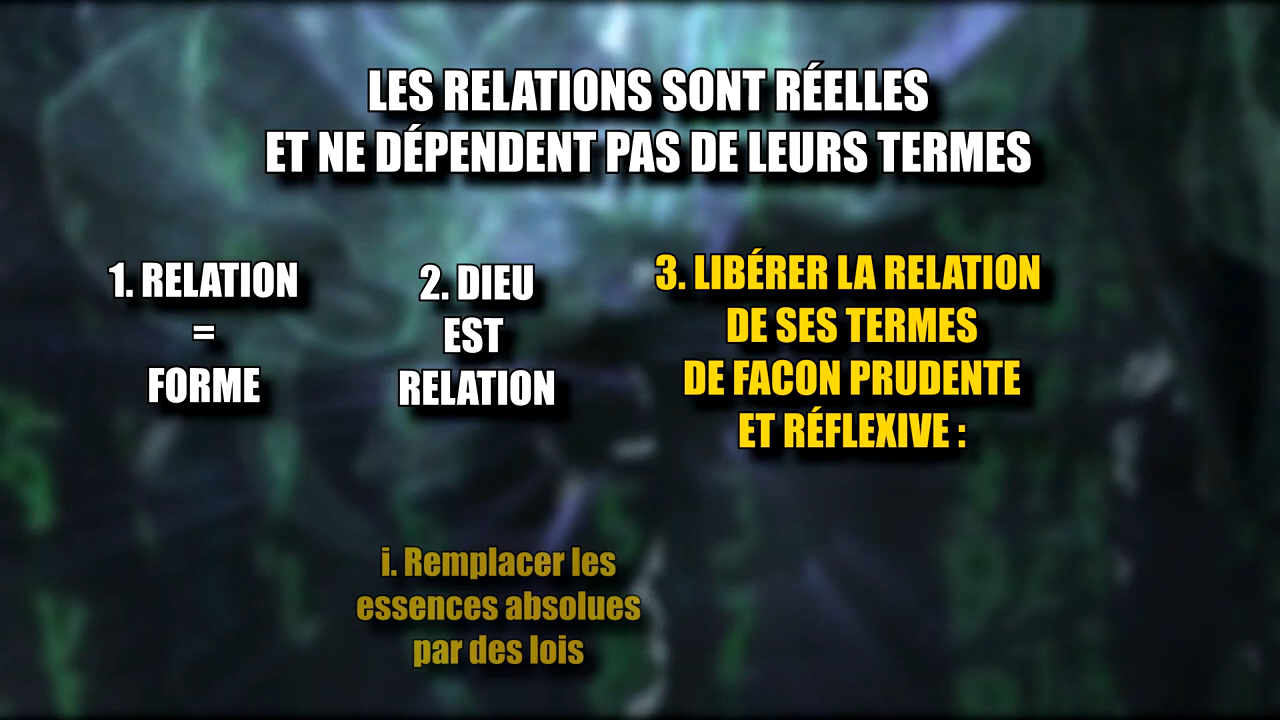 LES RELATIONS SONT RÉELLES
ET NE DÉPENDENT PAS DE LEURS TERMES
1. RELATION
=
FORME
2. DIEU
EST
RELATION
3. LIBÉRER LA RELATION
DE SES TERMES
DE FACON PRUDENTE
ET RÉFLEXIVE :
i. Remplacer les
essences absolues
par des lois